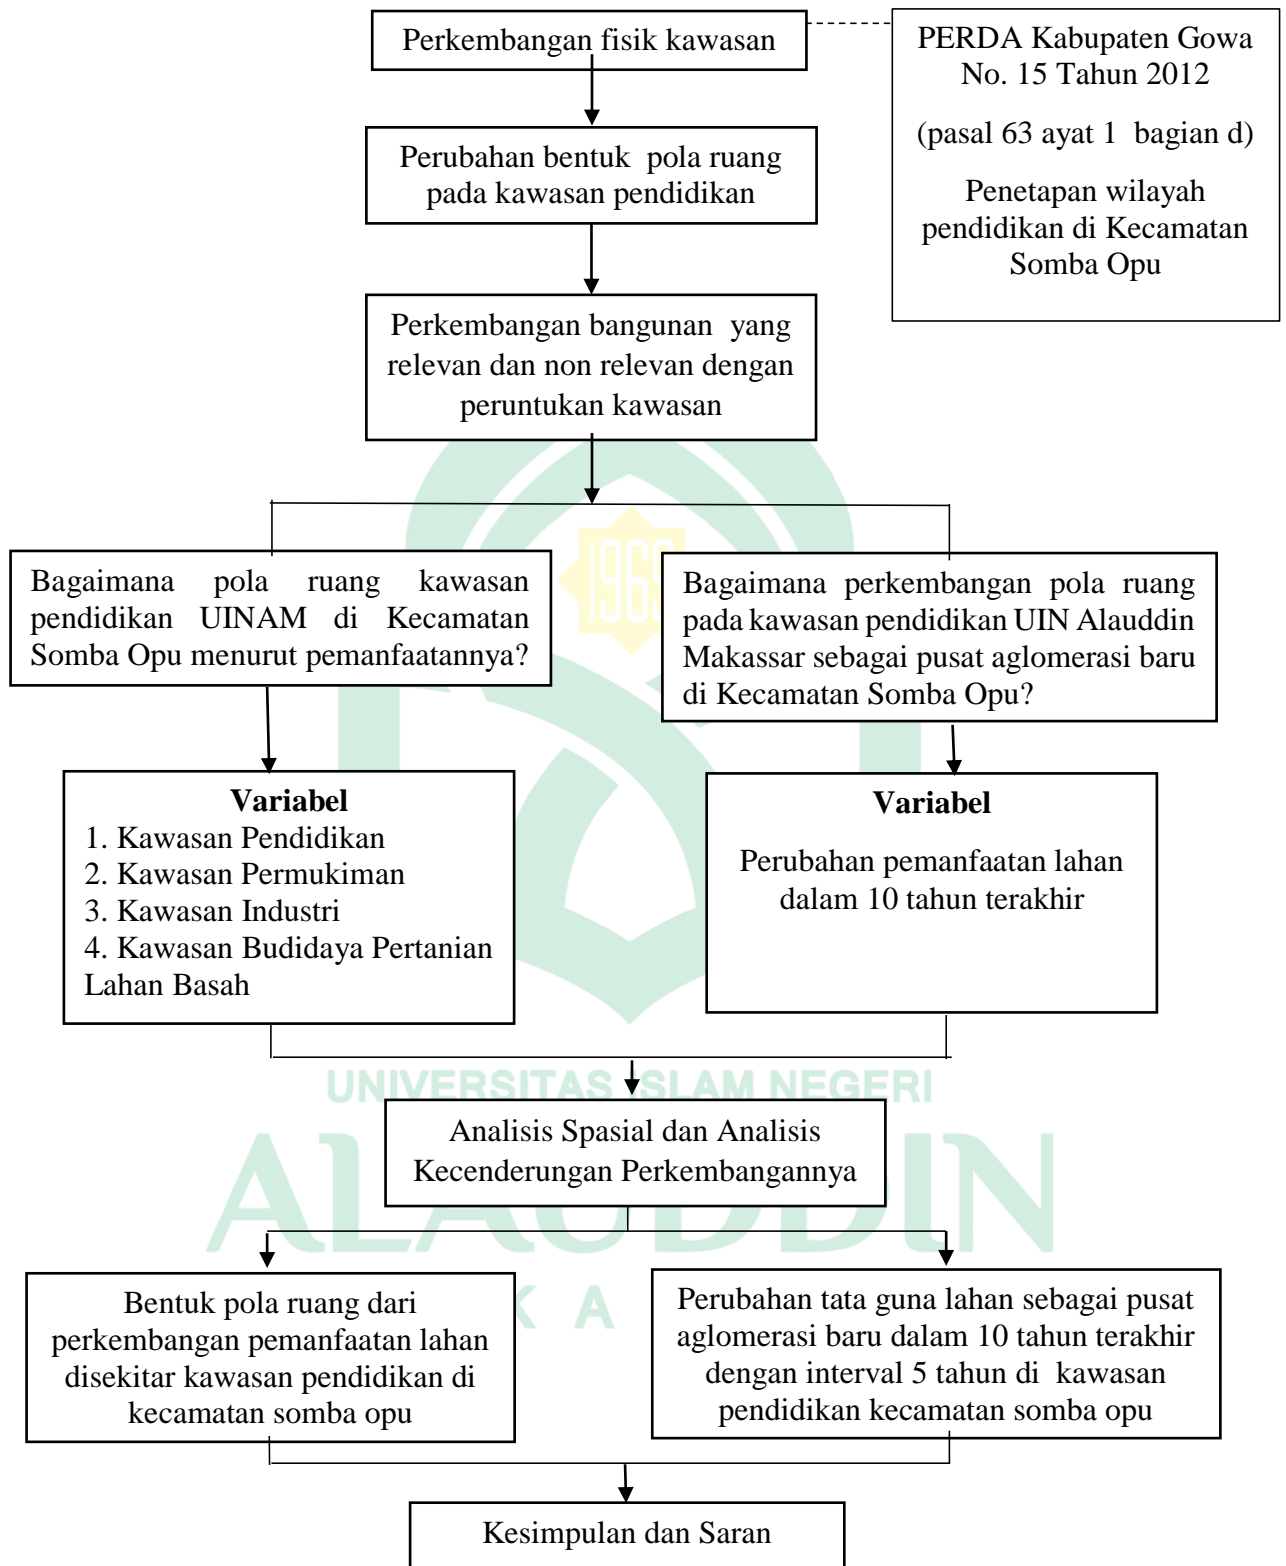 Perkembangan fisik kawasan
PERDA Kabupaten Gowa
No. 15 Tahun 2012
(pasal 63 ayat 1 bagian d)
Penetapan wilayah
pendidikan di Kecamatan
Somba Opu
Perubahan bentuk pola ruang
pada kawasan pendidikan
Perkembangan bangunan yang
relevan dan non relevan dengan
peruntukan kawasan
1965
Bagaimana pola ruang kawasan
pendidikan UINAM di Kecamatan
Somba Opu menurut pemanfaatannya?
Bagaimana perkembangan pola ruang
pada kawasan pendidikan UIN Alauddin
Makassar sebagai pusat aglomerasi baru
di Kecamatan Somba Opu?
Variabel
1. Kawasan Pendidikan
2. Kawasan Permukiman
3. Kawasan Industri
4. Kawasan Budidaya Pertanian
Lahan Basah
Variabel
Perubahan pemanfaatan lahan
dalam 10 tahun terakhir
UNIVERSITAS ISLAM NEGERI
ALAUDDIN
Analisis Spasial dan Analisis
Kecenderungan Perkembangannya
K A
Bentuk pola ruang dari
perkembangan pemanfaatan lahan
disekitar kawasan pendidikan di
kecamatan somba opu
Perubahan tata guna lahan sebagai pusat
aglomerasi baru dalam 10 tahun terakhir
dengan interval 5 tahun di kawasan
pendidikan kecamatan somba opu
Kesimpulan dan Saran